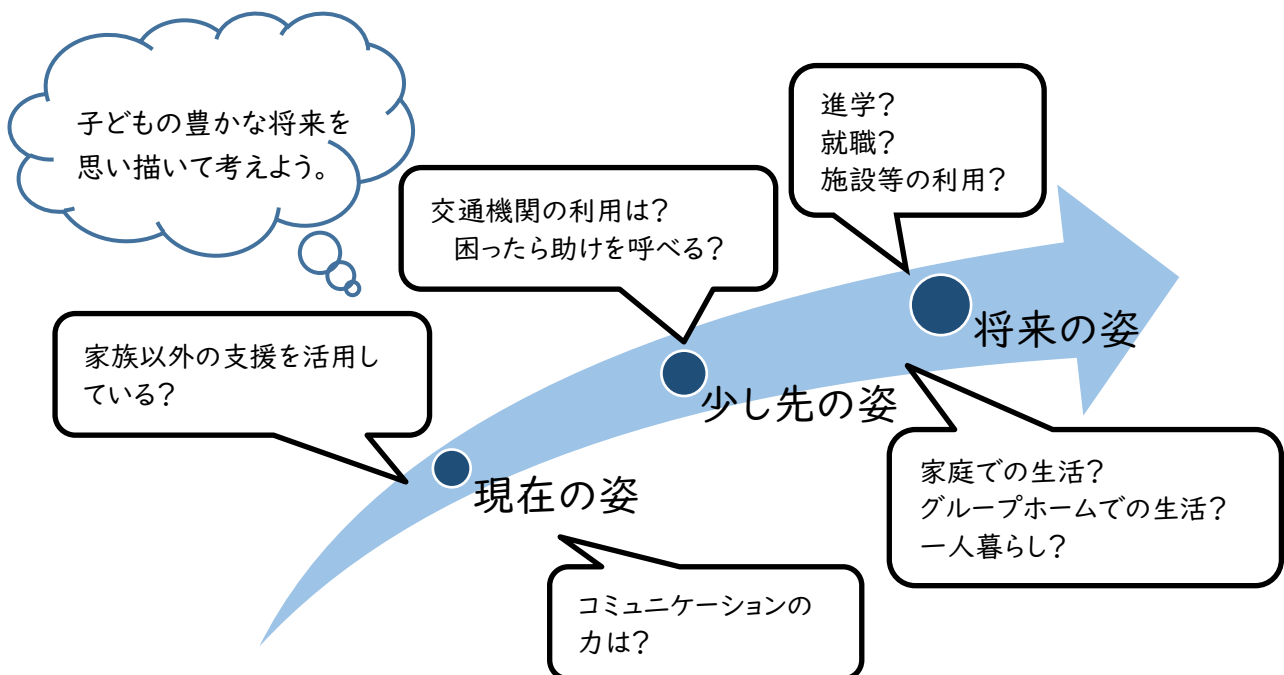 子どもの豊かな将来を
思い描いて考えよう。
進学?
就職?
施設等の利用?
交通機関の利用は?
困ったら助けを呼べる?
将来の姿
家族以外の支援を活用し
ている?
少し先の姿
現在の姿
家庭での生活?
グループホームでの生活?
一人暮らし?
コミュニケーションの
力は?